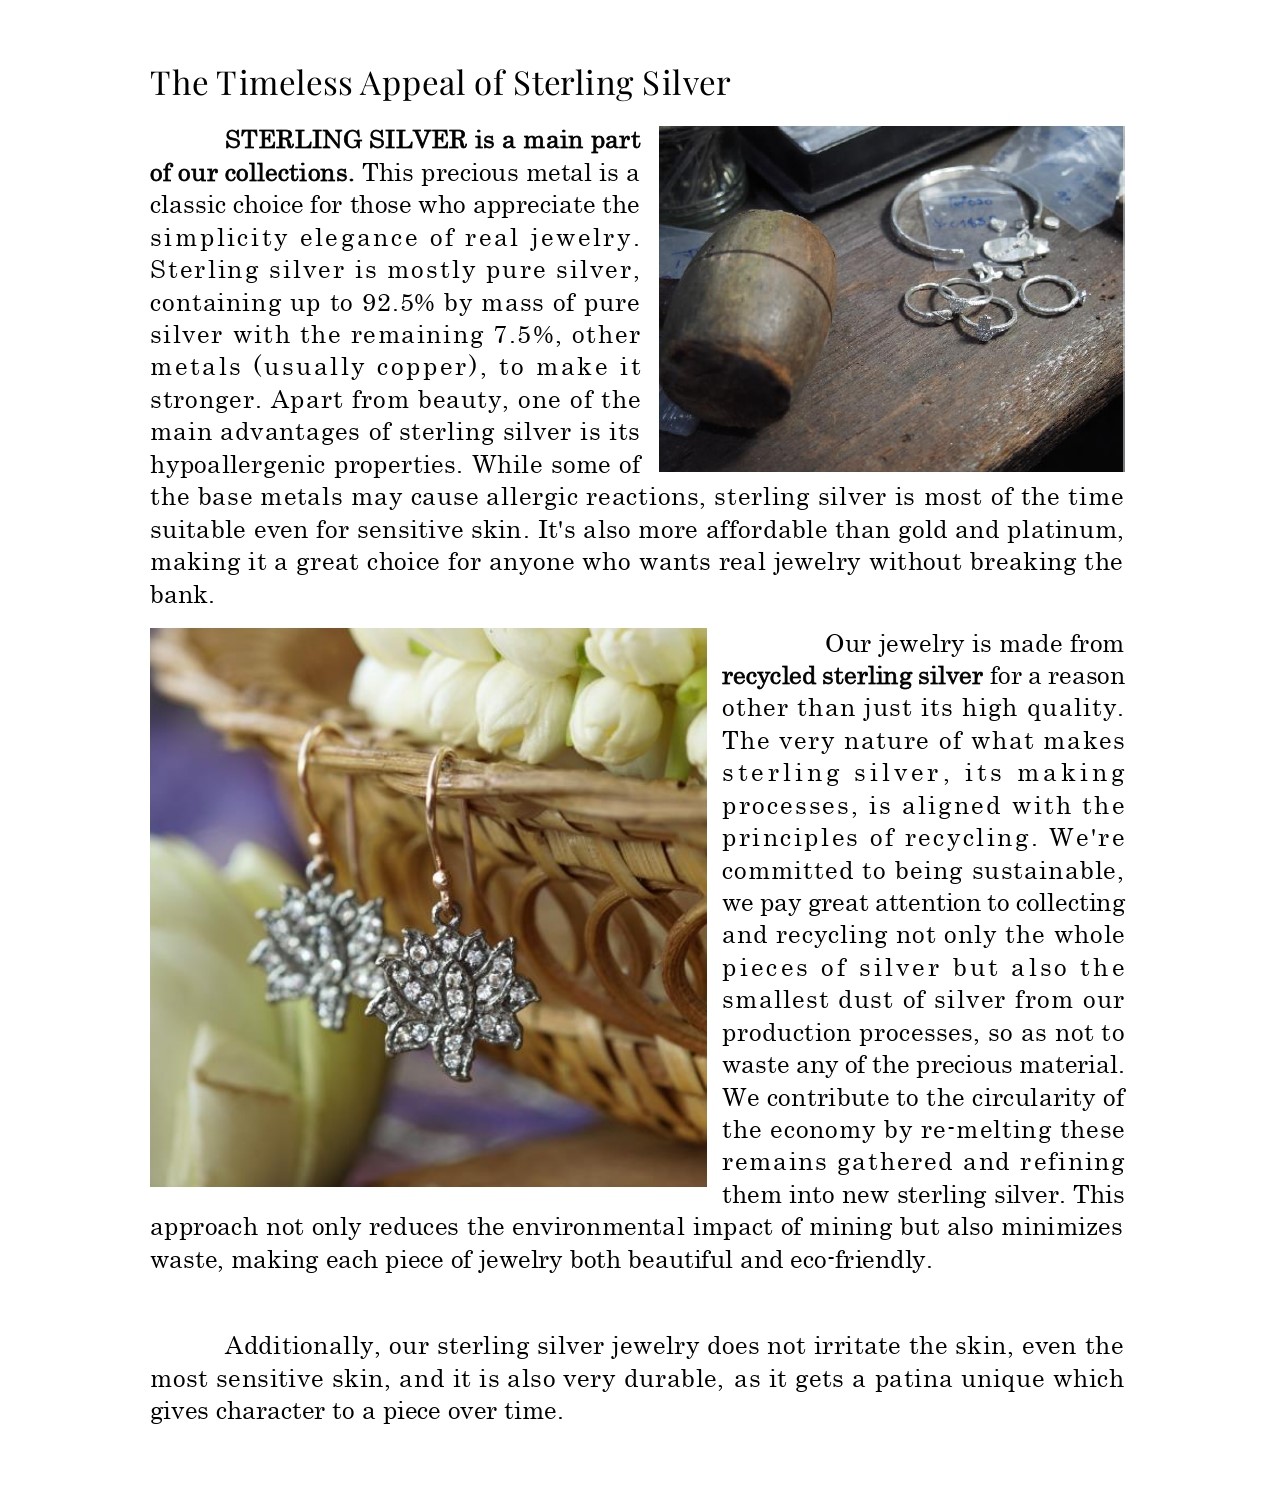 The Timeless Appeal of Sterling Silver
STERLING SILVER is a main part
of our collections. This precious metal is a
classic choice for those who appreciate the
simplicity elegance of real jewelry.
Sterling silver is mostly pure silver,
containing up to 92.5% by mass of pure
silver with the remaining 7.5%, other
metals (usually copper), to make it
stronger. Apart from beauty, one of the
main advantages of sterling silver is its
hypoallergenic properties. While some of
the base metals may cause allergic reactions, sterling silver is most of the time
suitable even for sensitive skin. It's also more affordable than gold and platinum,
making it a great choice for anyone who wants real jewelry without breaking the
bank.
Our jewelry is made from
recycled sterling silver for a reason
other than just its high quality.
The very nature of what makes
sterling silver, its making
processes, is aligned with the
principles of recycling. We're
committed to being sustainable,
we pay great attention to collecting
and recycling not only the whole
pieces of silver but also the
smallest dust of silver from our
production processes, so as not to
waste any of the precious material.
We contribute to the circularity of
the economy by re-melting these
remains gathered and refining
them into new sterling silver. This
approach not only reduces the environmental impact of mining but also minimizes
waste, making each piece of jewelry both beautiful and eco-friendly.
Additionally, our sterling silver jewelry does not irritate the skin, even the
most sensitive skin, and it is also very durable, as it gets a patina unique which
gives character to a piece over time.